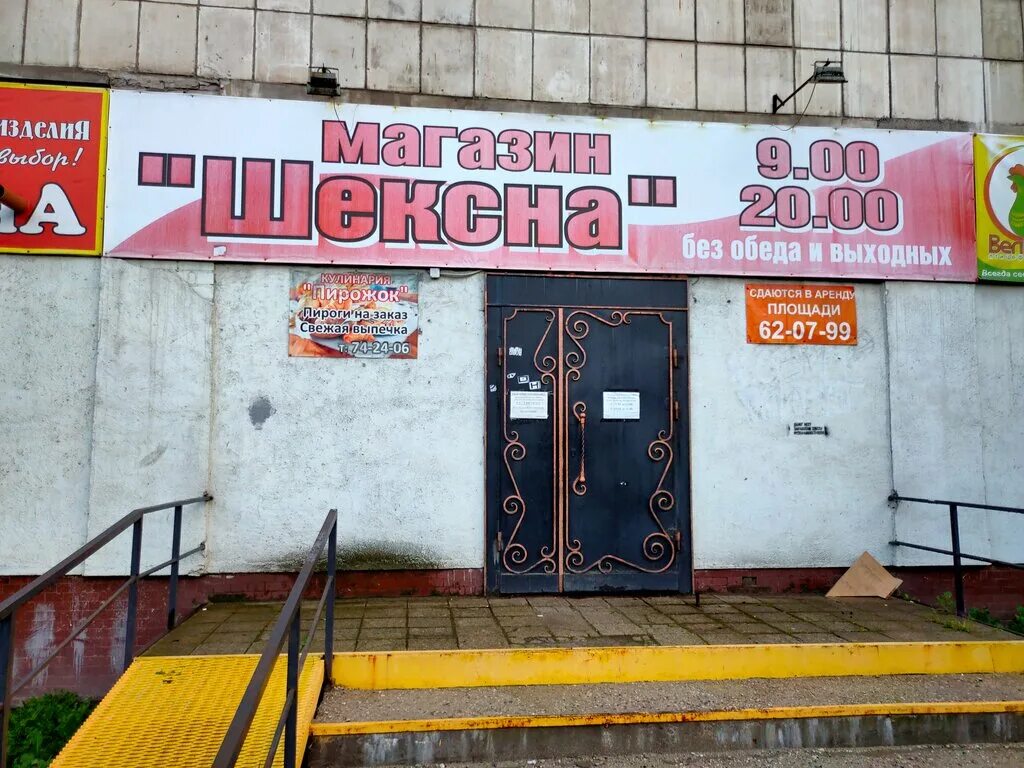 изделия
выбор!
А
магазин
"Шексна"
9.00
20.00
без обеда и выходных
КУЛИНАРИЯ
"Пирожок"
Пироги на заказ
Свежая выпечка
т: 74-24-06
СДАЮТСЯ В АРЕНДУ
ПЛОЩАДИ
62-07-99
Всегда